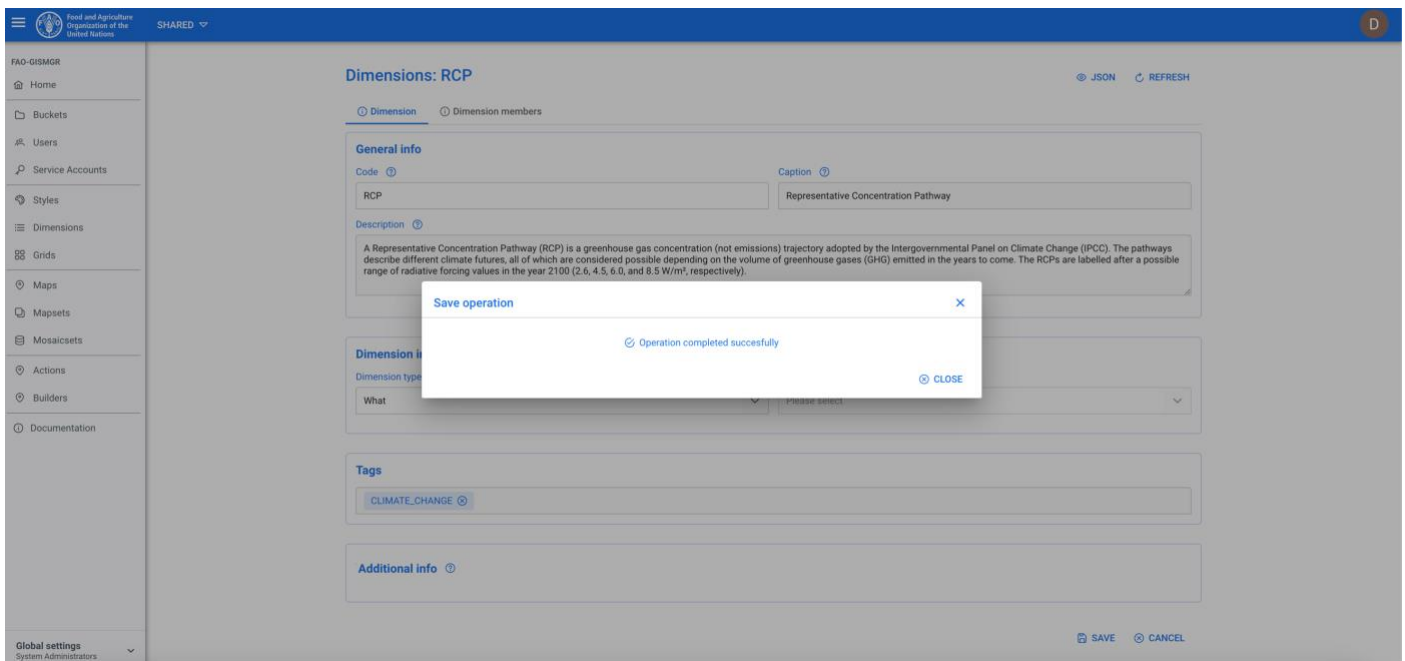 Food and Agriculture
Organization of the
United Nations
SHARED
D
FAO-GISMGR
Home
Buckets
Users
Service Accounts
Styles
Dimensions
Grids
Maps
Mapsets
Mosaicsets
Actions
Builders
Documentation
Global settings
System Administrators
Dimensions: RCP
JSON REFRESH
Dimension Dimension members
General info
Code Caption
RCP Representative Concentration Pathway
Description
A Representative Concentration Pathway (RCP) is a greenhouse gas concentration (not emissions) trajectory adopted by the Intergovernmental Panel on Climate Change (IPCC). The pathways
describe different climate futures, all of which are considered possible depending on the volume of greenhouse gases (GHG) emitted in the years to come. The RCPs are labelled after a possible
range of radiative forcing values in the year 2100 (2.6, 4.5, 6.0, and 8.5 W/m², respectively).
Save operation
Operation completed succesfully
CLOSE
Dimension
Dimension type
What Please select
Tags
CLIMATE_CHANGE
Additional info
SAVE CANCEL